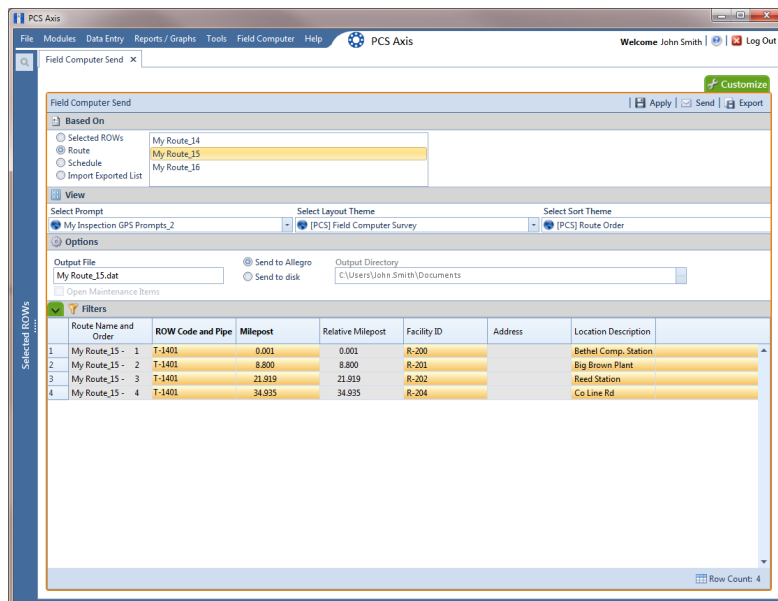 PCS Axis
File Modules Data Entry Reports / Graphs Tools Field Computer Help PCS Axis Welcome John Smith Log Out
Field Computer Send
Customize
Field Computer Send Apply Send Export
Based On
Selected ROWs
Route
Schedule
Import Exported List
My Route_14
My Route_15
My Route_16
View
Select Prompt Select Layout Theme Select Sort Theme
My Inspection GPS Prompts_2 [PCS] Field Computer Survey [PCS] Route Order
Options
Output File Send to Allegro Output Directory
My Route_15.dat Send to disk C:\Users\John.Smith\Documents
Open Maintenance Items
Filters
Selected ROWs
Route Name and Order ROW Code and Pipe Milepost Relative Milepost Facility ID Address Location Description
1 My Route_15 - 1 T-1401 0.001 0.001 R-200 Bethel Comp. Station
2 My Route_15 - 2 T-1401 8.800 8.800 R-201 Big Brown Plant
3 My Route_15 - 3 T-1401 21.919 21.919 R-202 Reed Station
4 My Route_15 - 4 T-1401 34.935 34.935 R-204 Co Line Rd
Row Count: 4